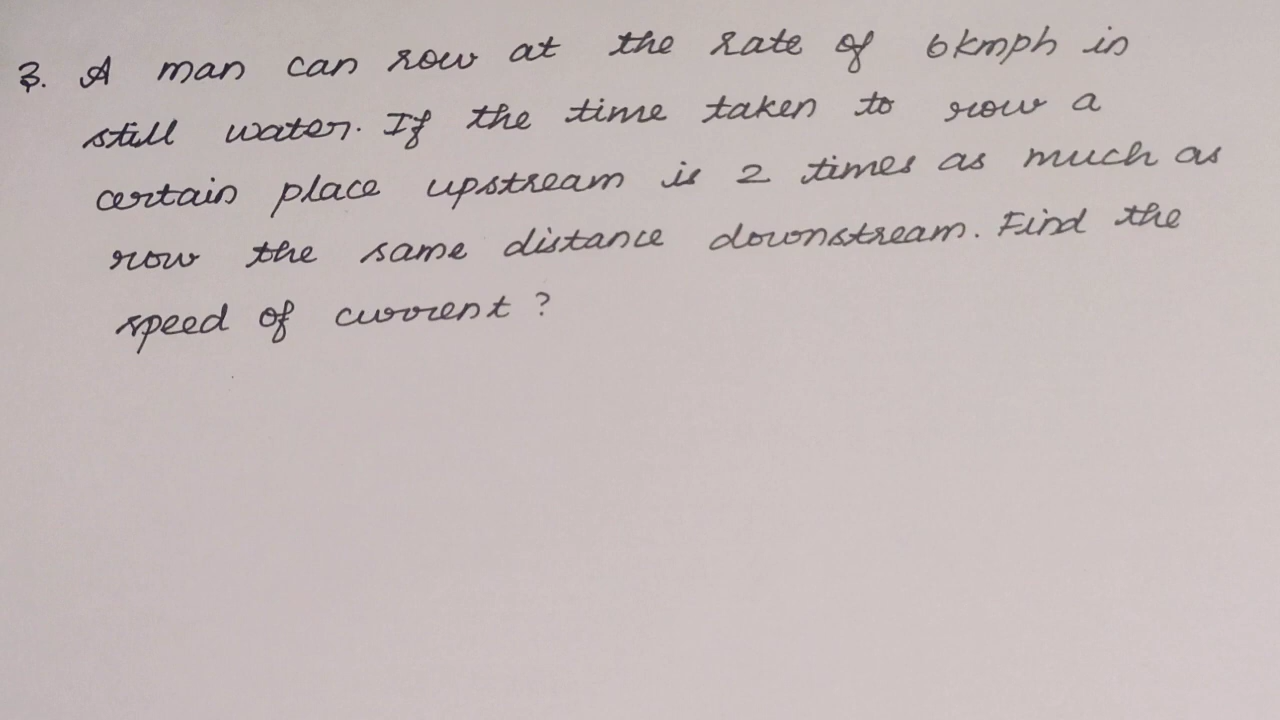 3. A man can row at the rate of 6kmph in
still water. If the time taken to row a
certain place upstream is 2 times as much as
row the same distance downstream. Find the
speed of current ?